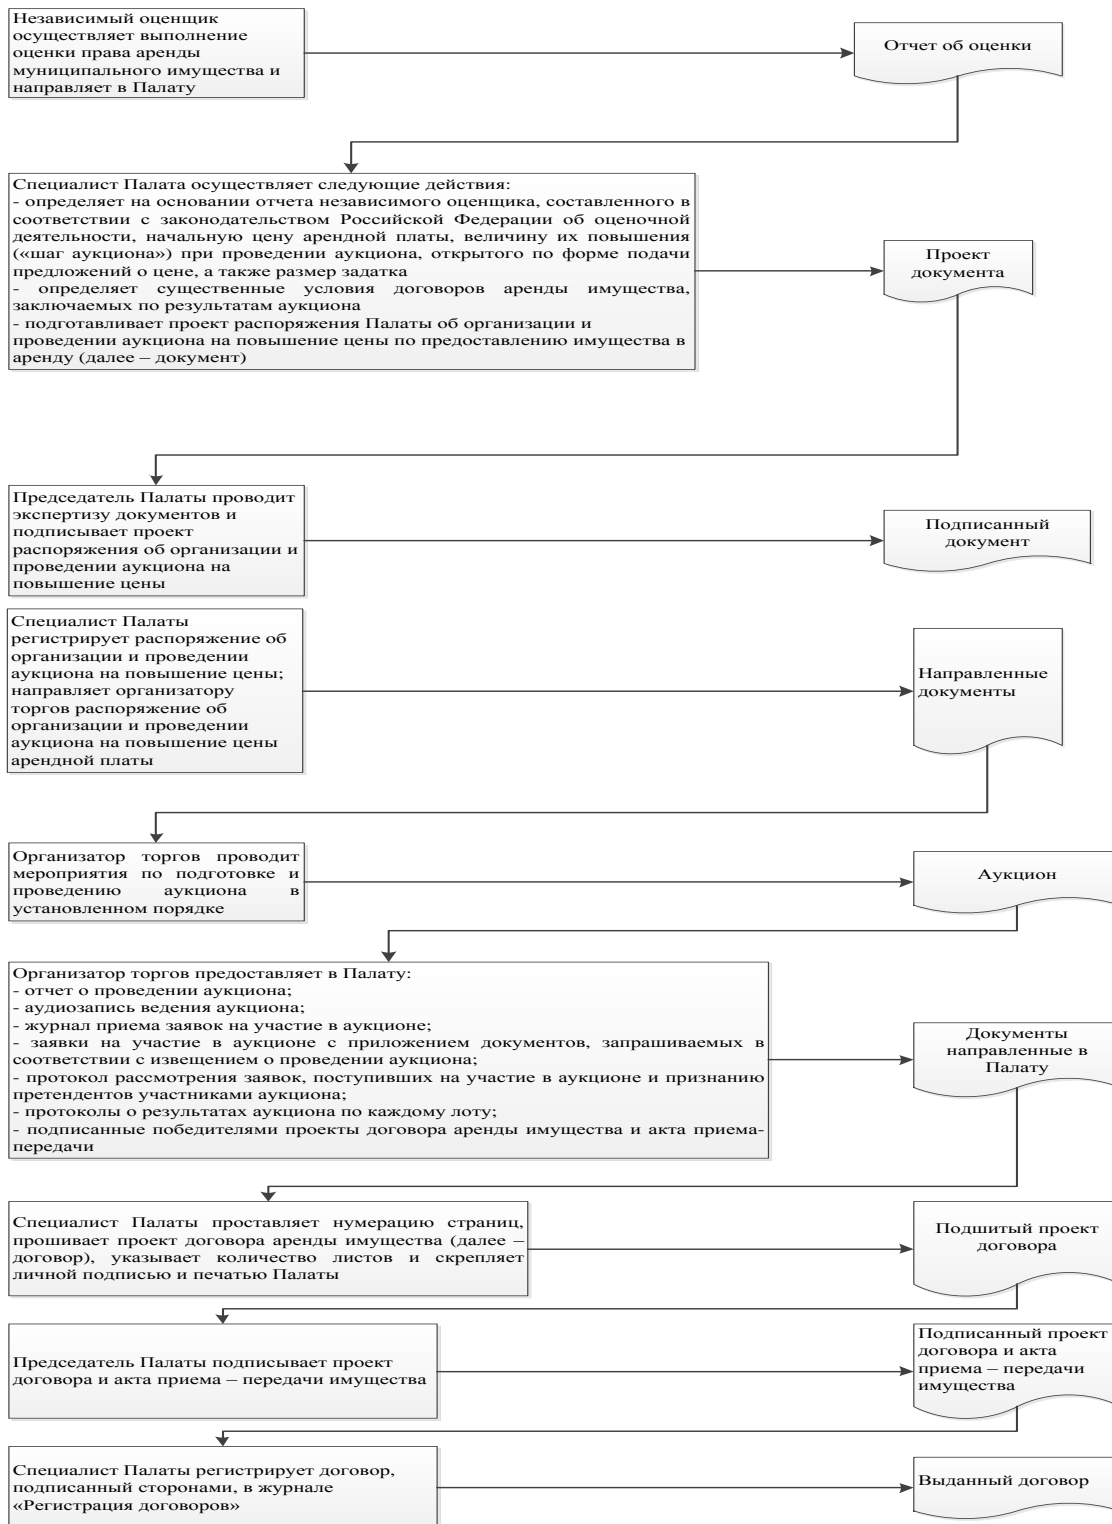 Независимый оценщик
осуществляет выполнение
оценки права аренды
муниципального имущества и
направляет в Палату
Отчет об оценки
Специалист Палата осуществляет следующие действия:
- определяет на основании отчета независимого оценщика, составленного в
соответствии с законодательством Российской Федерации об оценочной
деятельности, начальную цену арендной платы, величину их повышения
(«шаг аукциона») при проведении аукциона, открытого по форме подачи
предложений о цене, а также размер задатка
- определяет существенные условия договоров аренды имущества,
заключаемых по результатам аукциона
- подготавливает проект распоряжения Палаты об организации и
проведении аукциона на повышение цены по предоставлению имущества в
аренду (далее – документ)
Проект
документа
Председатель Палаты проводит
экспертизу документов и
подписывает проект
распоряжения об организации и
проведении аукциона на
повышение цены
Подписанный
документ
Специалист Палаты
регистрирует распоряжение об
организации и проведении
аукциона на повышение цены;
направляет организатору
торгов распоряжение об
организации и проведении
аукциона на повышение цены
арендной платы
Направленные
документы
Организатор торгов проводит
мероприятия по подготовке и
проведению аукциона в
установленном порядке
Аукцион
Организатор торгов предоставляет в Палату:
- отчет о проведении аукциона;
- аудиозапись ведения аукциона;
- журнал приема заявок на участие в аукционе;
- заявки на участие в аукционе с приложением документов, запрашиваемых в
соответствии с извещением о проведении аукциона;
- протокол рассмотрения заявок, поступивших на участие в аукционе и признанию
претендентов участниками аукциона;
- протоколы о результатах аукциона по каждому лоту;
- подписанные победителями проекты договора аренды имущества и акта приема-
передачи
Документы
направленные в
Палату
Специалист Палаты проставляет нумерацию страниц,
прошивает проект договора аренды имущества (далее –
договор), указывает количество листов и скрепляет
личной подписью и печатью Палаты
Подшитый проект
договора
Председатель Палаты подписывает проект
договора и акта приема – передачи имущества
Подписанный проект
договора и акта
приема – передачи
имущества
Специалист Палаты регистрирует договор,
подписанный сторонами, в журнале
«Регистрация договоров»
Выданный договор